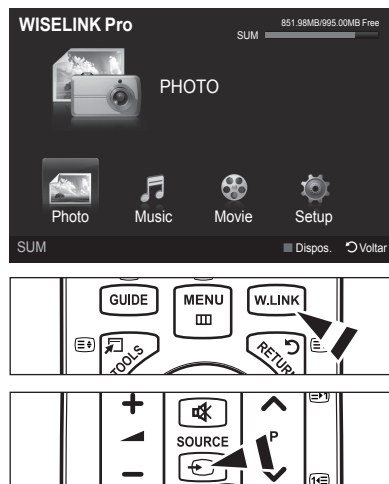 WISELINK Pro
851.98MB/995.00MB Free
SUM
PHOTO
Photo Music Movie Setup
SUM Dispos. Voltar
GUIDE MENU W.LINK
TOOLS RETURN
SOURCE
P